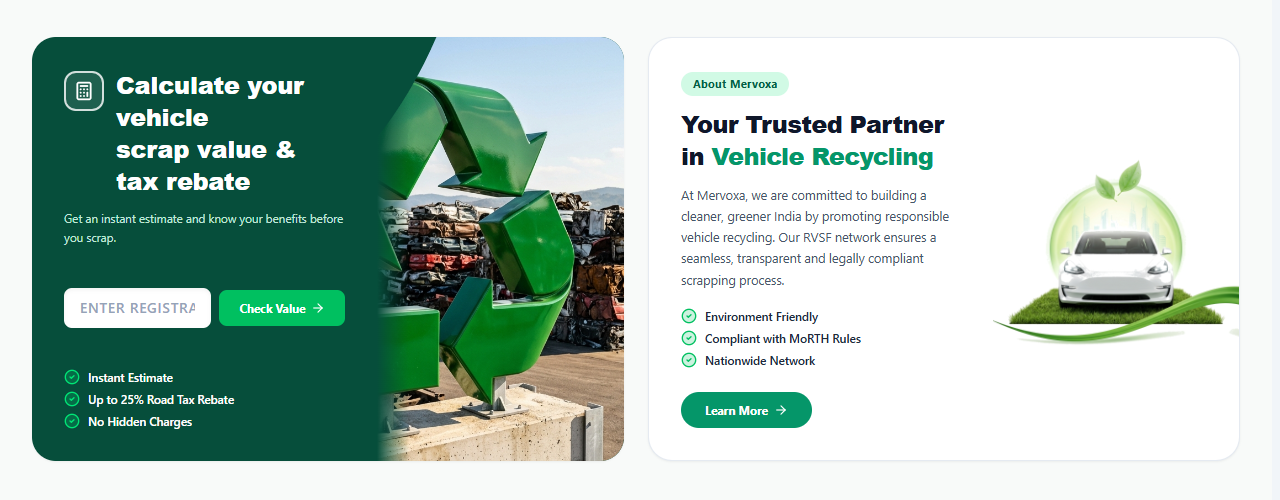 Calculate your
vehicle
scrap value &
tax rebate
Get an instant estimate and know your benefits before
you scrap.
ENTER REGISTRA
Check Value
Instant Estimate
Up to 25% Road Tax Rebate
No Hidden Charges
About Mervoxa
Your Trusted Partner
in Vehicle Recycling
At Mervoxa, we are committed to building a
cleaner, greener India by promoting responsible
vehicle recycling. Our RVSF network ensures a
seamless, transparent and legally compliant
scrapping process.
Environment Friendly
Compliant with MoRTH Rules
Nationwide Network
Learn More